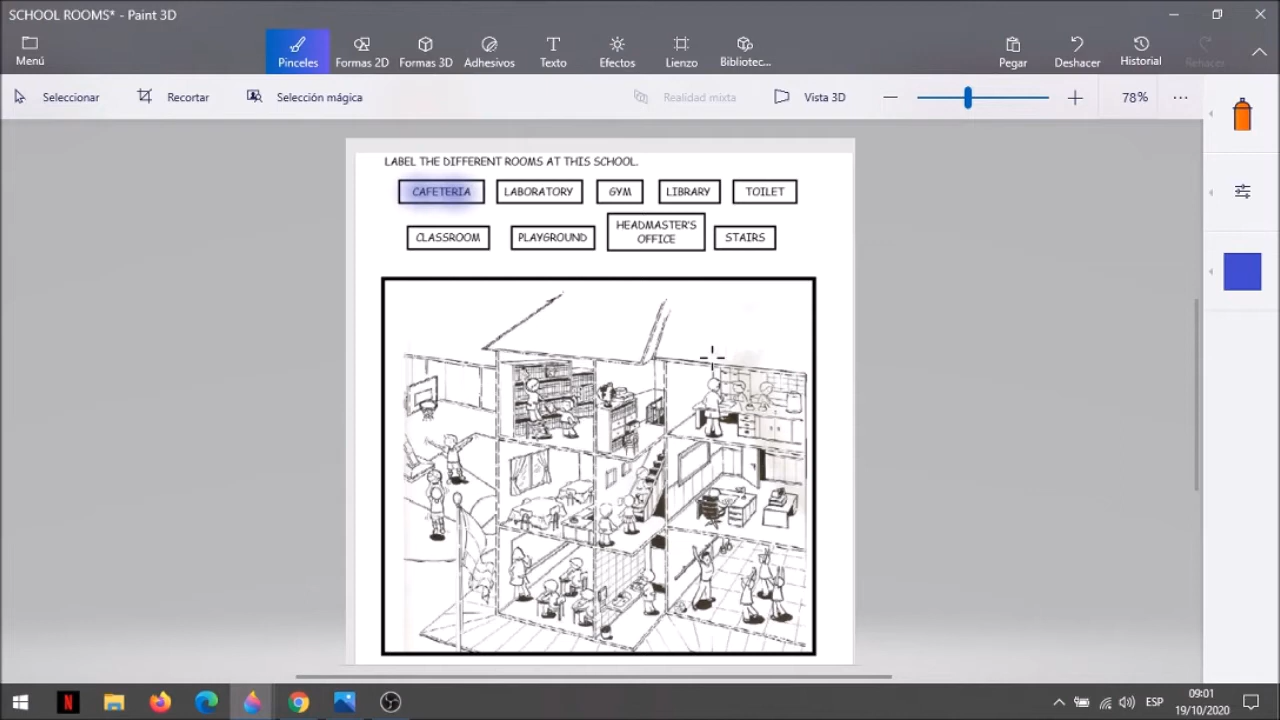 SCHOOL ROOMS* - Paint 3D
Menú
Pinceles
Formas 2D
Formas 3D
Adhesivos
Texto
Efectos
Lienzo
Bibliotec...
Pegar
Deshacer
Historial
Rehacer
Seleccionar
Recortar
Selección mágica
Realidad mixta
Vista 3D
78%
LABEL THE DIFFERENT ROOMS AT THIS SCHOOL.
CAFETERIA
LABORATORY
GYM
LIBRARY
TOILET
CLASSROOM
PLAYGROUND
HEADMASTER'S
OFFICE
STAIRS
N
ESP
09:01
19/10/2020